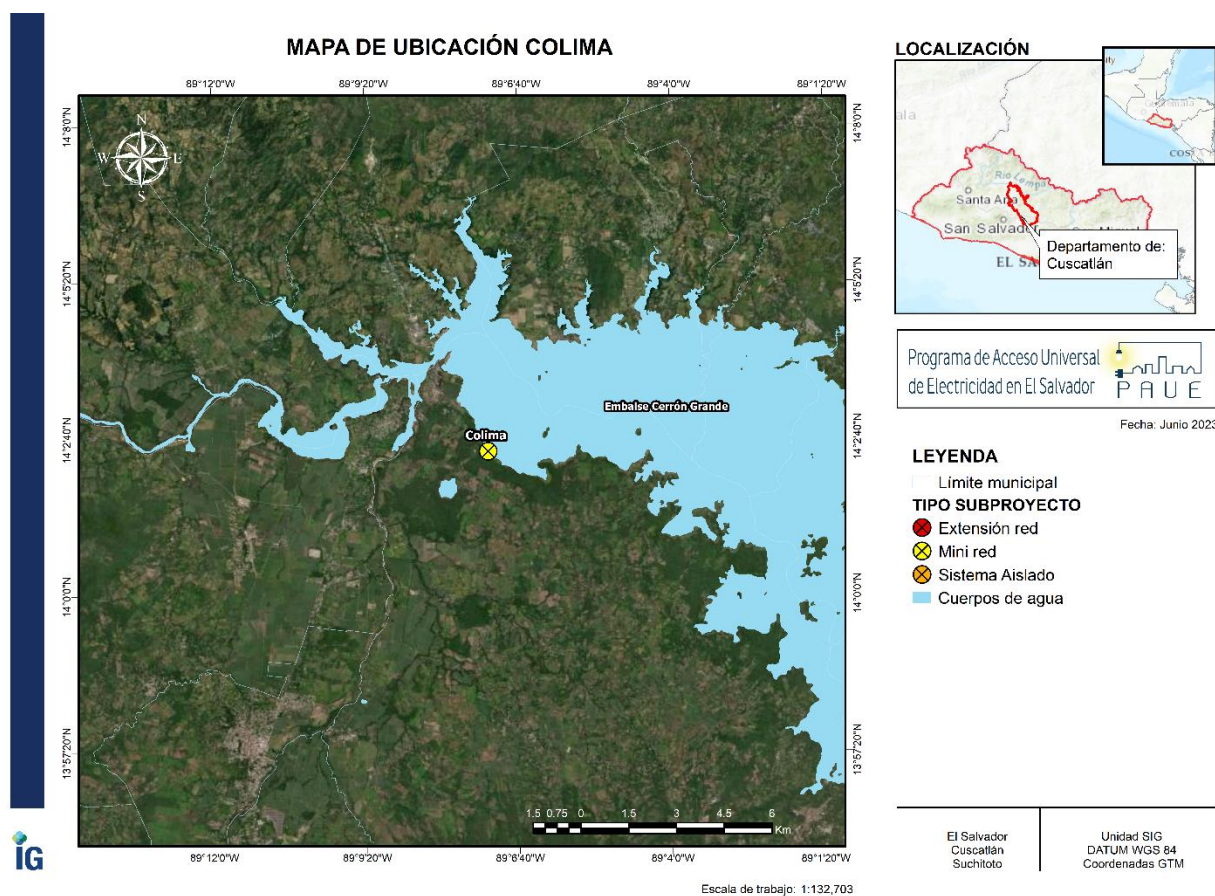 MAPA DE UBICACIÓN COLIMA
89°12'0"W
89°9'20"W
89°6'40"W
89°4'0"W
89°1'20"W
14°8'0"N
14°5'20"N
14°2'40"N
14°0'0"N
13°57'20"N
14°8'0"N
14°5'20"N
14°2'40"N
14°0'0"N
13°57'20"N
N
W
E
S
Embalse Cerrón Grande
Colima
1.5 0.75 0 1.5 3 4.5 6
Km
89°12'0"W
89°9'20"W
89°6'40"W
89°4'0"W
89°1'20"W
Escala de trabajo: 1:132,703
IG
LOCALIZACIÓN
Guatemala
Río Lempa
Santa Ana
San Salvador
Departamento de:
Cuscatlán
Programa de Acceso Universal
de Electricidad en El Salvador
PAUE
Fecha: Junio 2023
LEYENDA
Límite municipal
TIPO SUBPROYECTO
Extensión red
Mini red
Sistema Aislado
Cuerpos de agua
El Salvador
Cuscatlán
Suchitoto
Unidad SIG
DATUM WGS 84
Coordenadas GTM